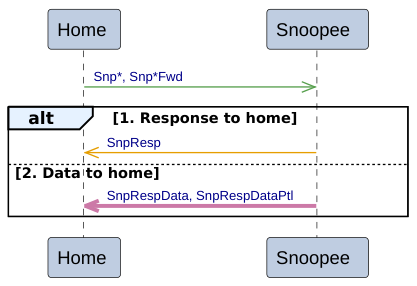 Home Snoopee
Snp*, Snp*Fwd
alt [1. Response to home]
SnpResp
[2. Data to home]
SnpRespData, SnpRespDataPtl
Home Snoopee